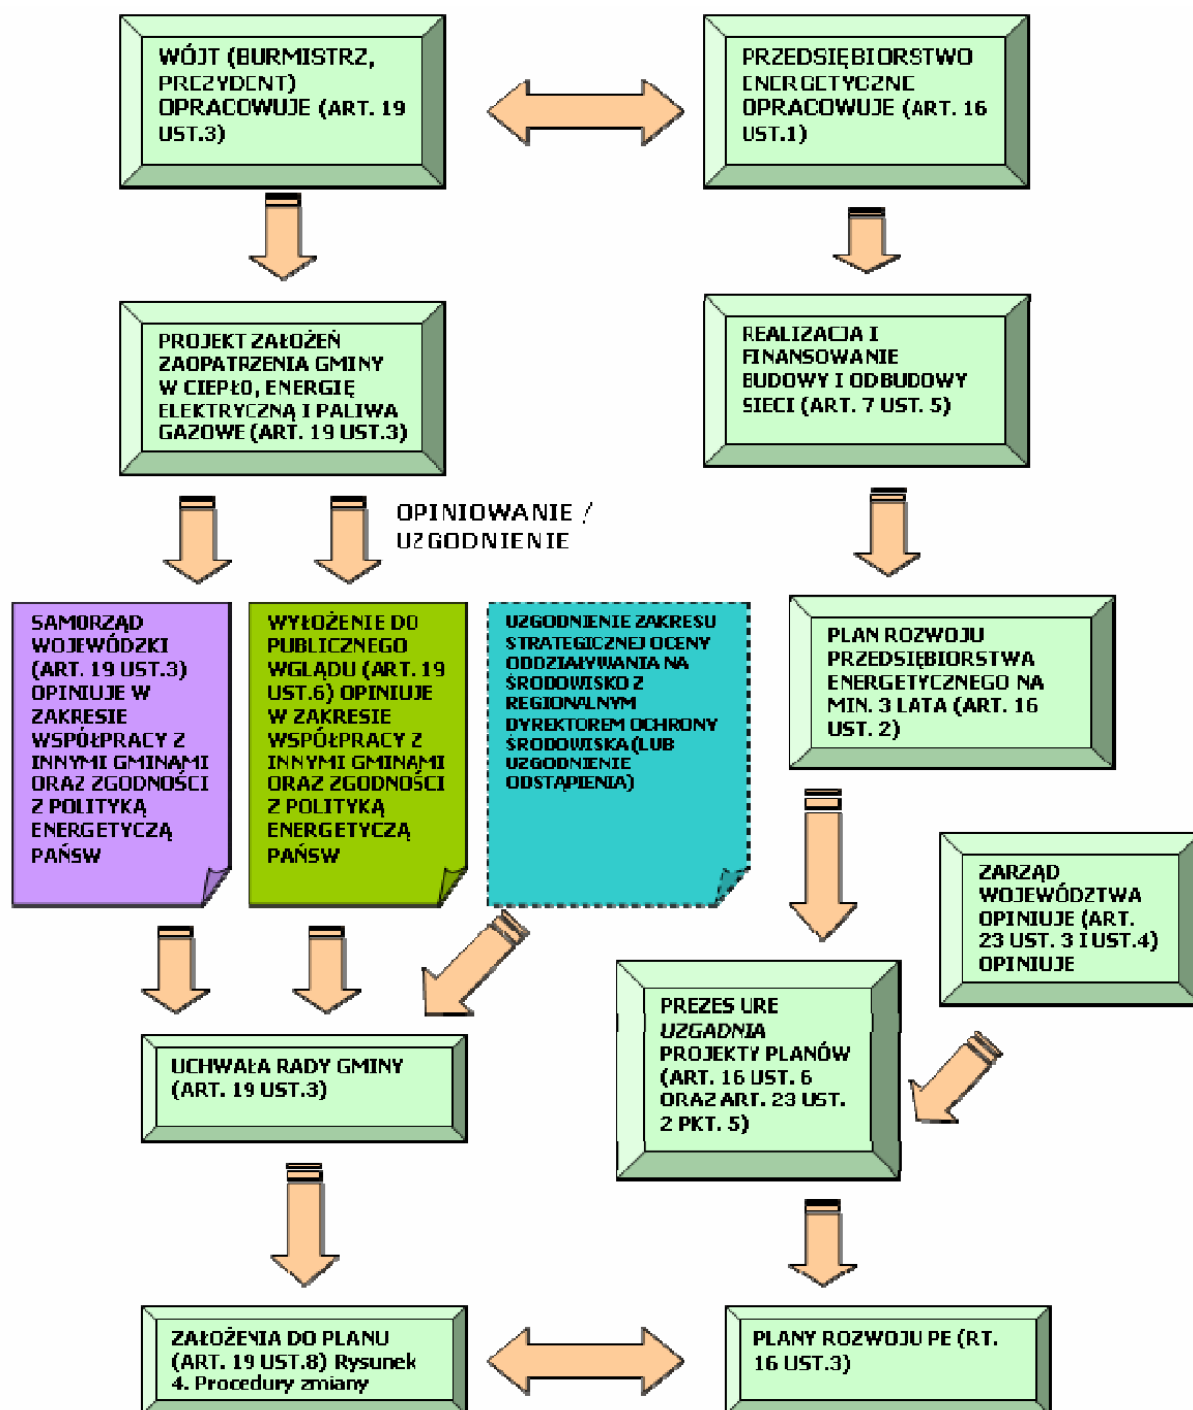 WÓJT (BURMISTRZ,
PREZYDENT)
OPRACOWUJE (ART. 19
UST.3)
PRZEDSIĘBIORSTWO
ENERGETYCZNE
OPRACOWUJE (ART. 16
UST.1)
PROJEKT ZAŁOŻEŃ
ZAOPATRZENIA GMINY
W CIEPŁO, ENERGIĘ
ELEKTRYCZNĄ I PALIWA
GAZOWE (ART. 19 UST.3)
REALIZACJA I
FINANSOWANIE
BUDOWY I ODBUDOWY
SIECI (ART. 7 UST. 5)
OPINIOWANIE /
UZGODNIENIE
SAMORZĄD
WOJEWÓDZKI
(ART. 19 UST.3)
OPINIUJE W
ZAKRESIE
WSPÓŁPRACY Z
INNYMI GMINAMI
ORAZ ZGODNOŚCI
Z POLITYKĄ
ENERGETYCZĄ
PAŃSW
WYŁOŻENIE DO
PUBLICZNEGO
WGLĄDU (ART. 19
UST.6) OPINIUJE
W ZAKRESIE
WSPÓŁPRACY Z
INNYMI GMINAMI
ORAZ ZGODNOŚCI
Z POLITYKĄ
ENERGETYCZĄ
PAŃSW
UZGODNIENIE ZAKRESU
STRATEGICZNEJ OCENY
ODDZIAŁYWANIA NA
ŚRODOWISKO Z
REGIONALNYM
DYREKTOREM OCHRONY
ŚRODOWISKA (LUB
UZGODNIENIE
ODSTĄPIENIA)
PLAN ROZWOJU
PRZEDSIĘBIORSTWA
ENERGETYCZNEGO NA
MIN. 3 LATA (ART. 16
UST. 2)
ZARZĄD
WOJEWÓDZTWA
OPINIUJE (ART.
23 UST. 3 I UST.4)
OPINIUJE
PREZES URE
UZGADNIA
PROJEKTY PLANÓW
(ART. 16 UST. 6
ORAZ ART. 23 UST.
2 PKT. 5)
UCHWAŁA RADY GMINY
(ART. 19 UST.3)
ZAŁOŻENIA DO PLANU
(ART. 19 UST.8) Rysunek
4. Procedury zmiany
PLANY ROZWOJU PE (RT.
16 UST.3)